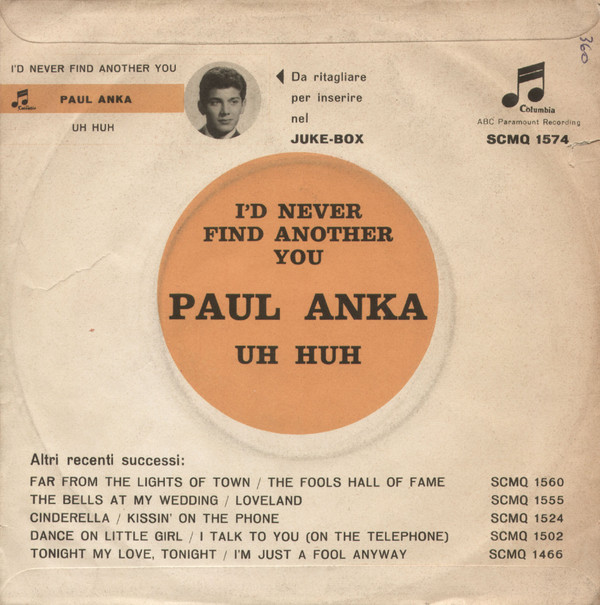 I'D NEVER FIND ANOTHER YOU
Columbia
PAUL ANKA
UH HUH
Da ritagliare
per inserire
nel
JUKE-BOX
360
Columbia
ABC Paramount Recording
SCMQ 1574
I'D NEVER
FIND ANOTHER
YOU
PAUL ANKA
UH HUH
Altri recenti successi:
FAR FROM THE LIGHTS OF TOWN / THE FOOLS HALL OF FAME SCMQ 1560
THE BELLS AT MY WEDDING / LOVELAND SCMQ 1555
CINDERELLA / KISSIN' ON THE PHONE SCMQ 1524
DANCE ON LITTLE GIRL / I TALK TO YOU (ON THE TELEPHONE) SCMQ 1502
TONIGHT MY LOVE, TONIGHT / I'M JUST A FOOL ANYWAY SCMQ 1466